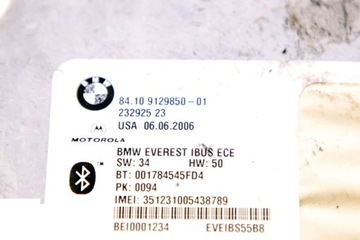 BMW
84.10 9129850-01
232925 23
USA 06.06.2006
MOTOROLA
BMW EVEREST IBUS ECE
SW: 34 HW: 50
BT: 001784545FD4
PK: 0094
IMEI: 351231005438789
BEI0001234 EVEIBS55B8